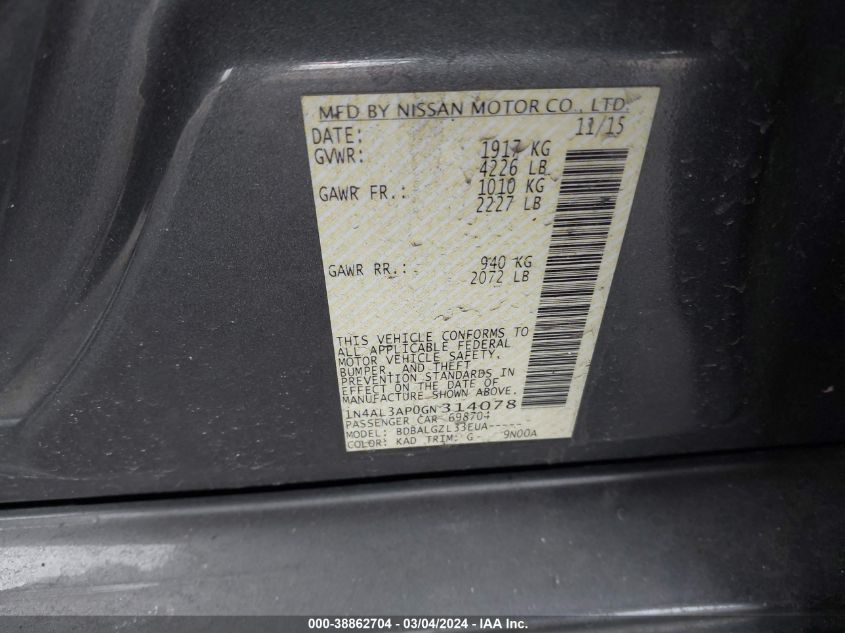 MFD BY NISSAN MOTOR CO., LTD.
DATE: 11/15
GVWR: 1917 KG
4226 LB
GAWR FR.: 1010 KG
2227 LB
GAWR RR.: 940 KG
2072 LB
THIS VEHICLE CONFORMS TO
ALL APPLICABLE FEDERAL
MOTOR VEHICLE SAFETY,
BUMPER, AND THEFT
PREVENTION STANDARDS IN
EFFECT ON THE DATE OF
MANUFACTURE SHOWN ABOVE.
1N4AL3AP0GN314078
PASSENGER CAR 698704
MODEL: BDBALGZL33EUA-----
COLOR: KAD TRIM: G- 9N00A
000-38862704 - 03/04/2024 - IAA Inc.